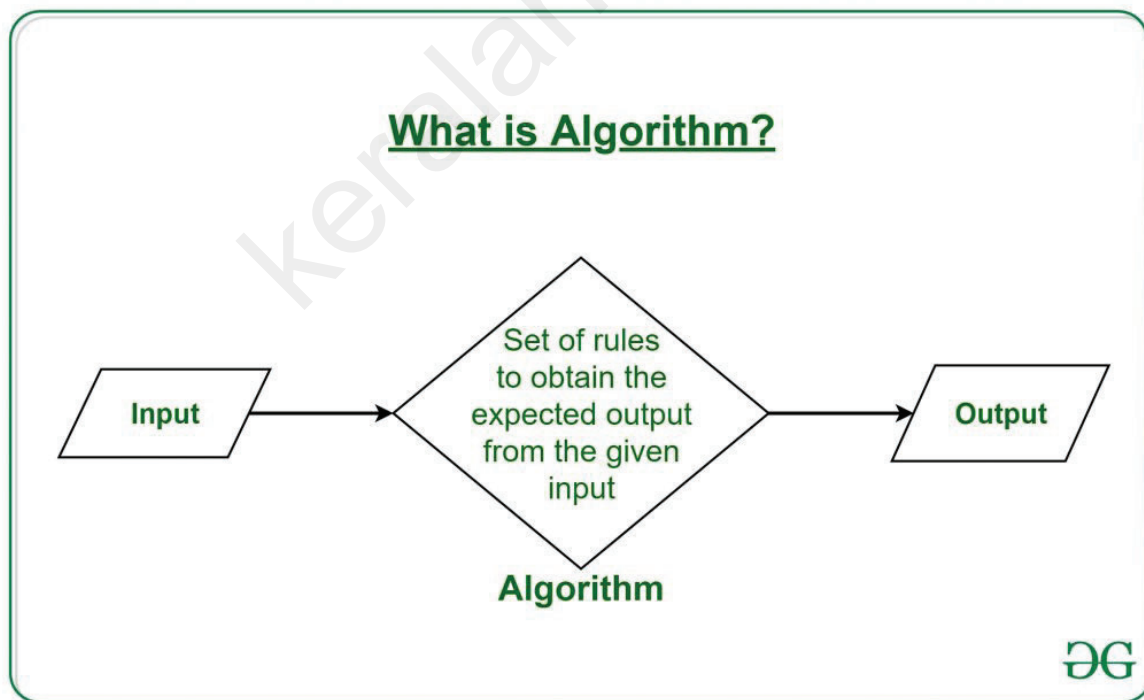 What is Algorithm?
Set of rules
to obtain the
expected output
from the given
input
Input
Output
Algorithm